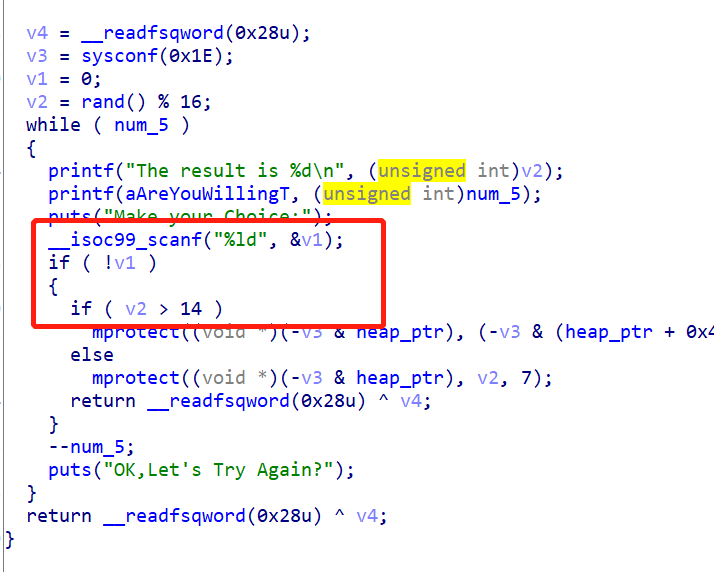 v4 = __readfsqword(0x28u);
v3 = sysconf(0x1E);
v1 = 0;
v2 = rand() % 16;
while ( num_5 )
{
printf("The result is %d\n", (unsigned int)v2);
printf(aAreYouWillingT, (unsigned int)num_5);
puts("Make your Choice:");
__isoc99_scanf("%ld", &v1);
if ( !v1 )
{
if ( v2 > 14 )
mprotect((void *)(-v3 & heap_ptr), (-v3 & (heap_ptr + 0x4
else
mprotect((void *)(-v3 & heap_ptr), v2, 7);
return __readfsqword(0x28u) ^ v4;
}
--num_5;
puts("OK,Let's Try Again?");
}
return __readfsqword(0x28u) ^ v4;
}